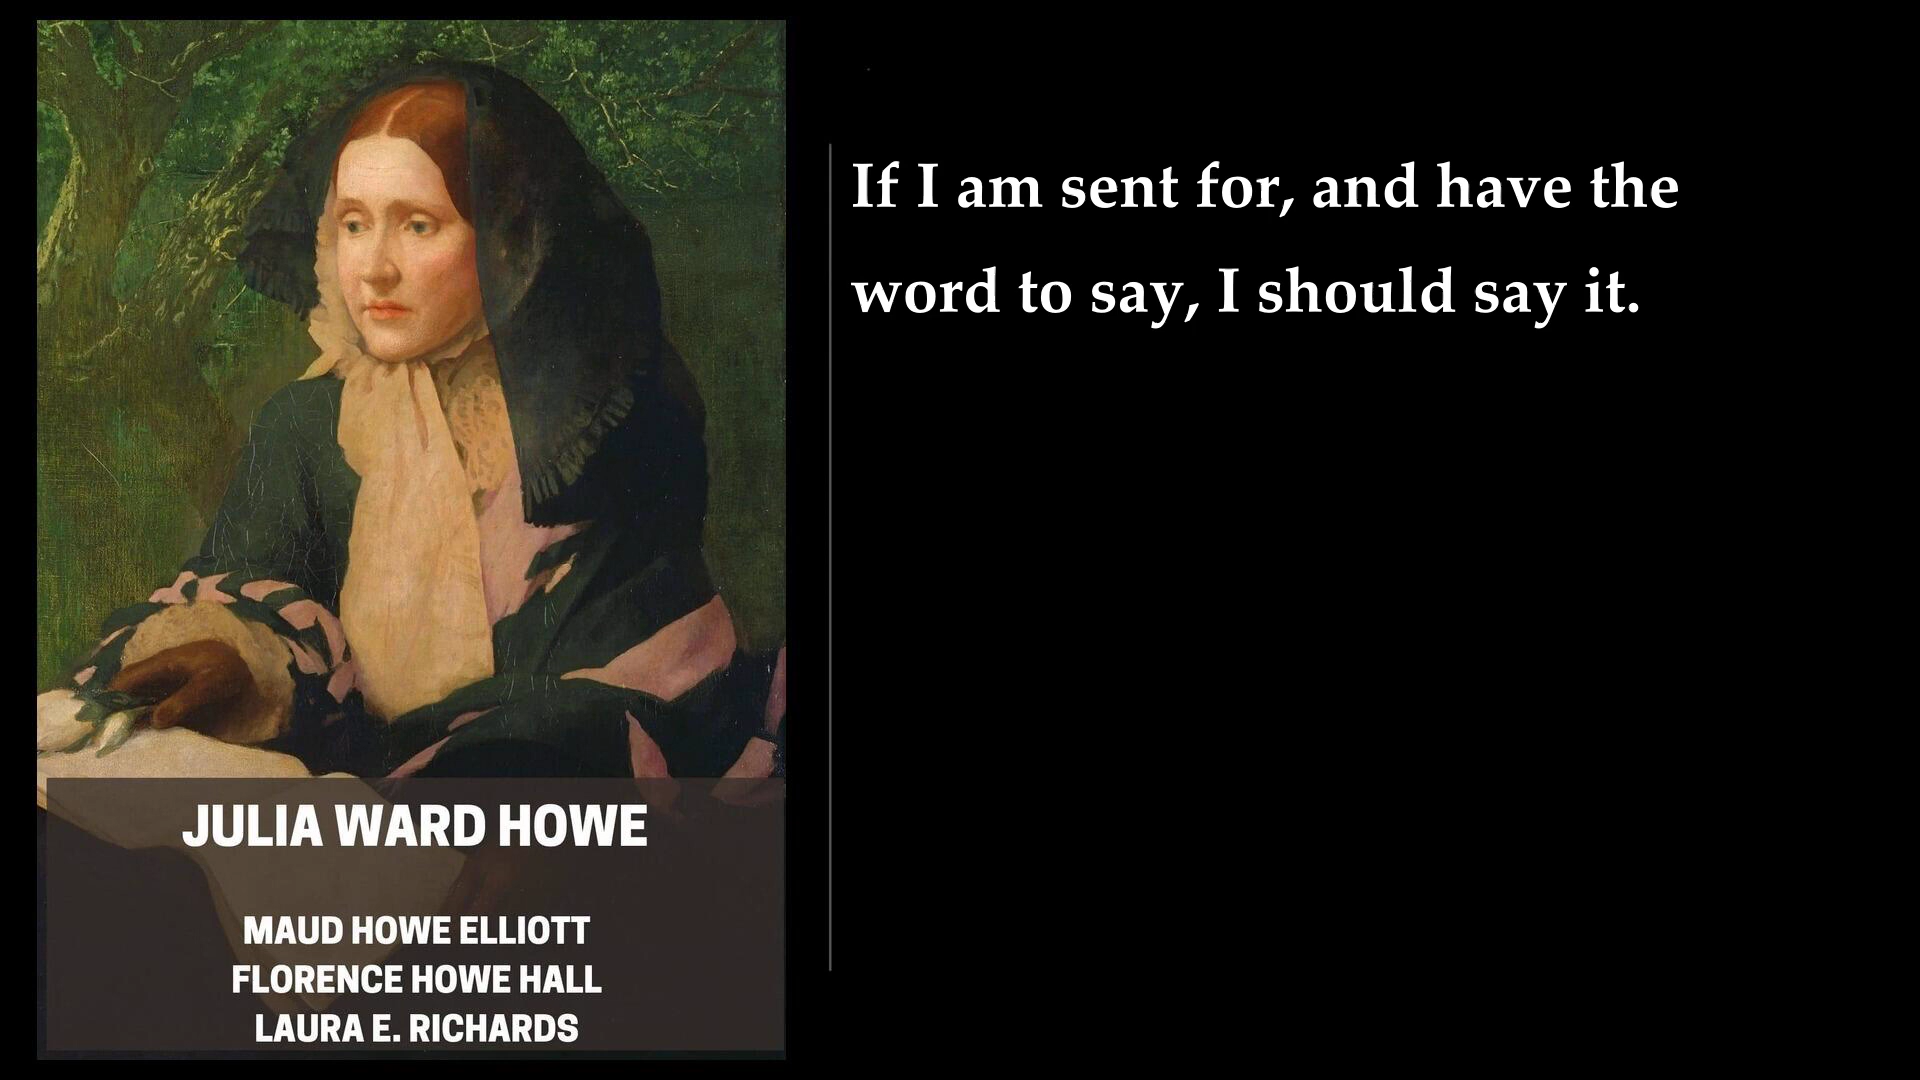 If I am sent for, and have the
word to say, I should say it.
JULIA WARD HOWE
MAUD HOWE ELLIOTT
FLORENCE HOWE HALL
LAURA E. RICHARDS